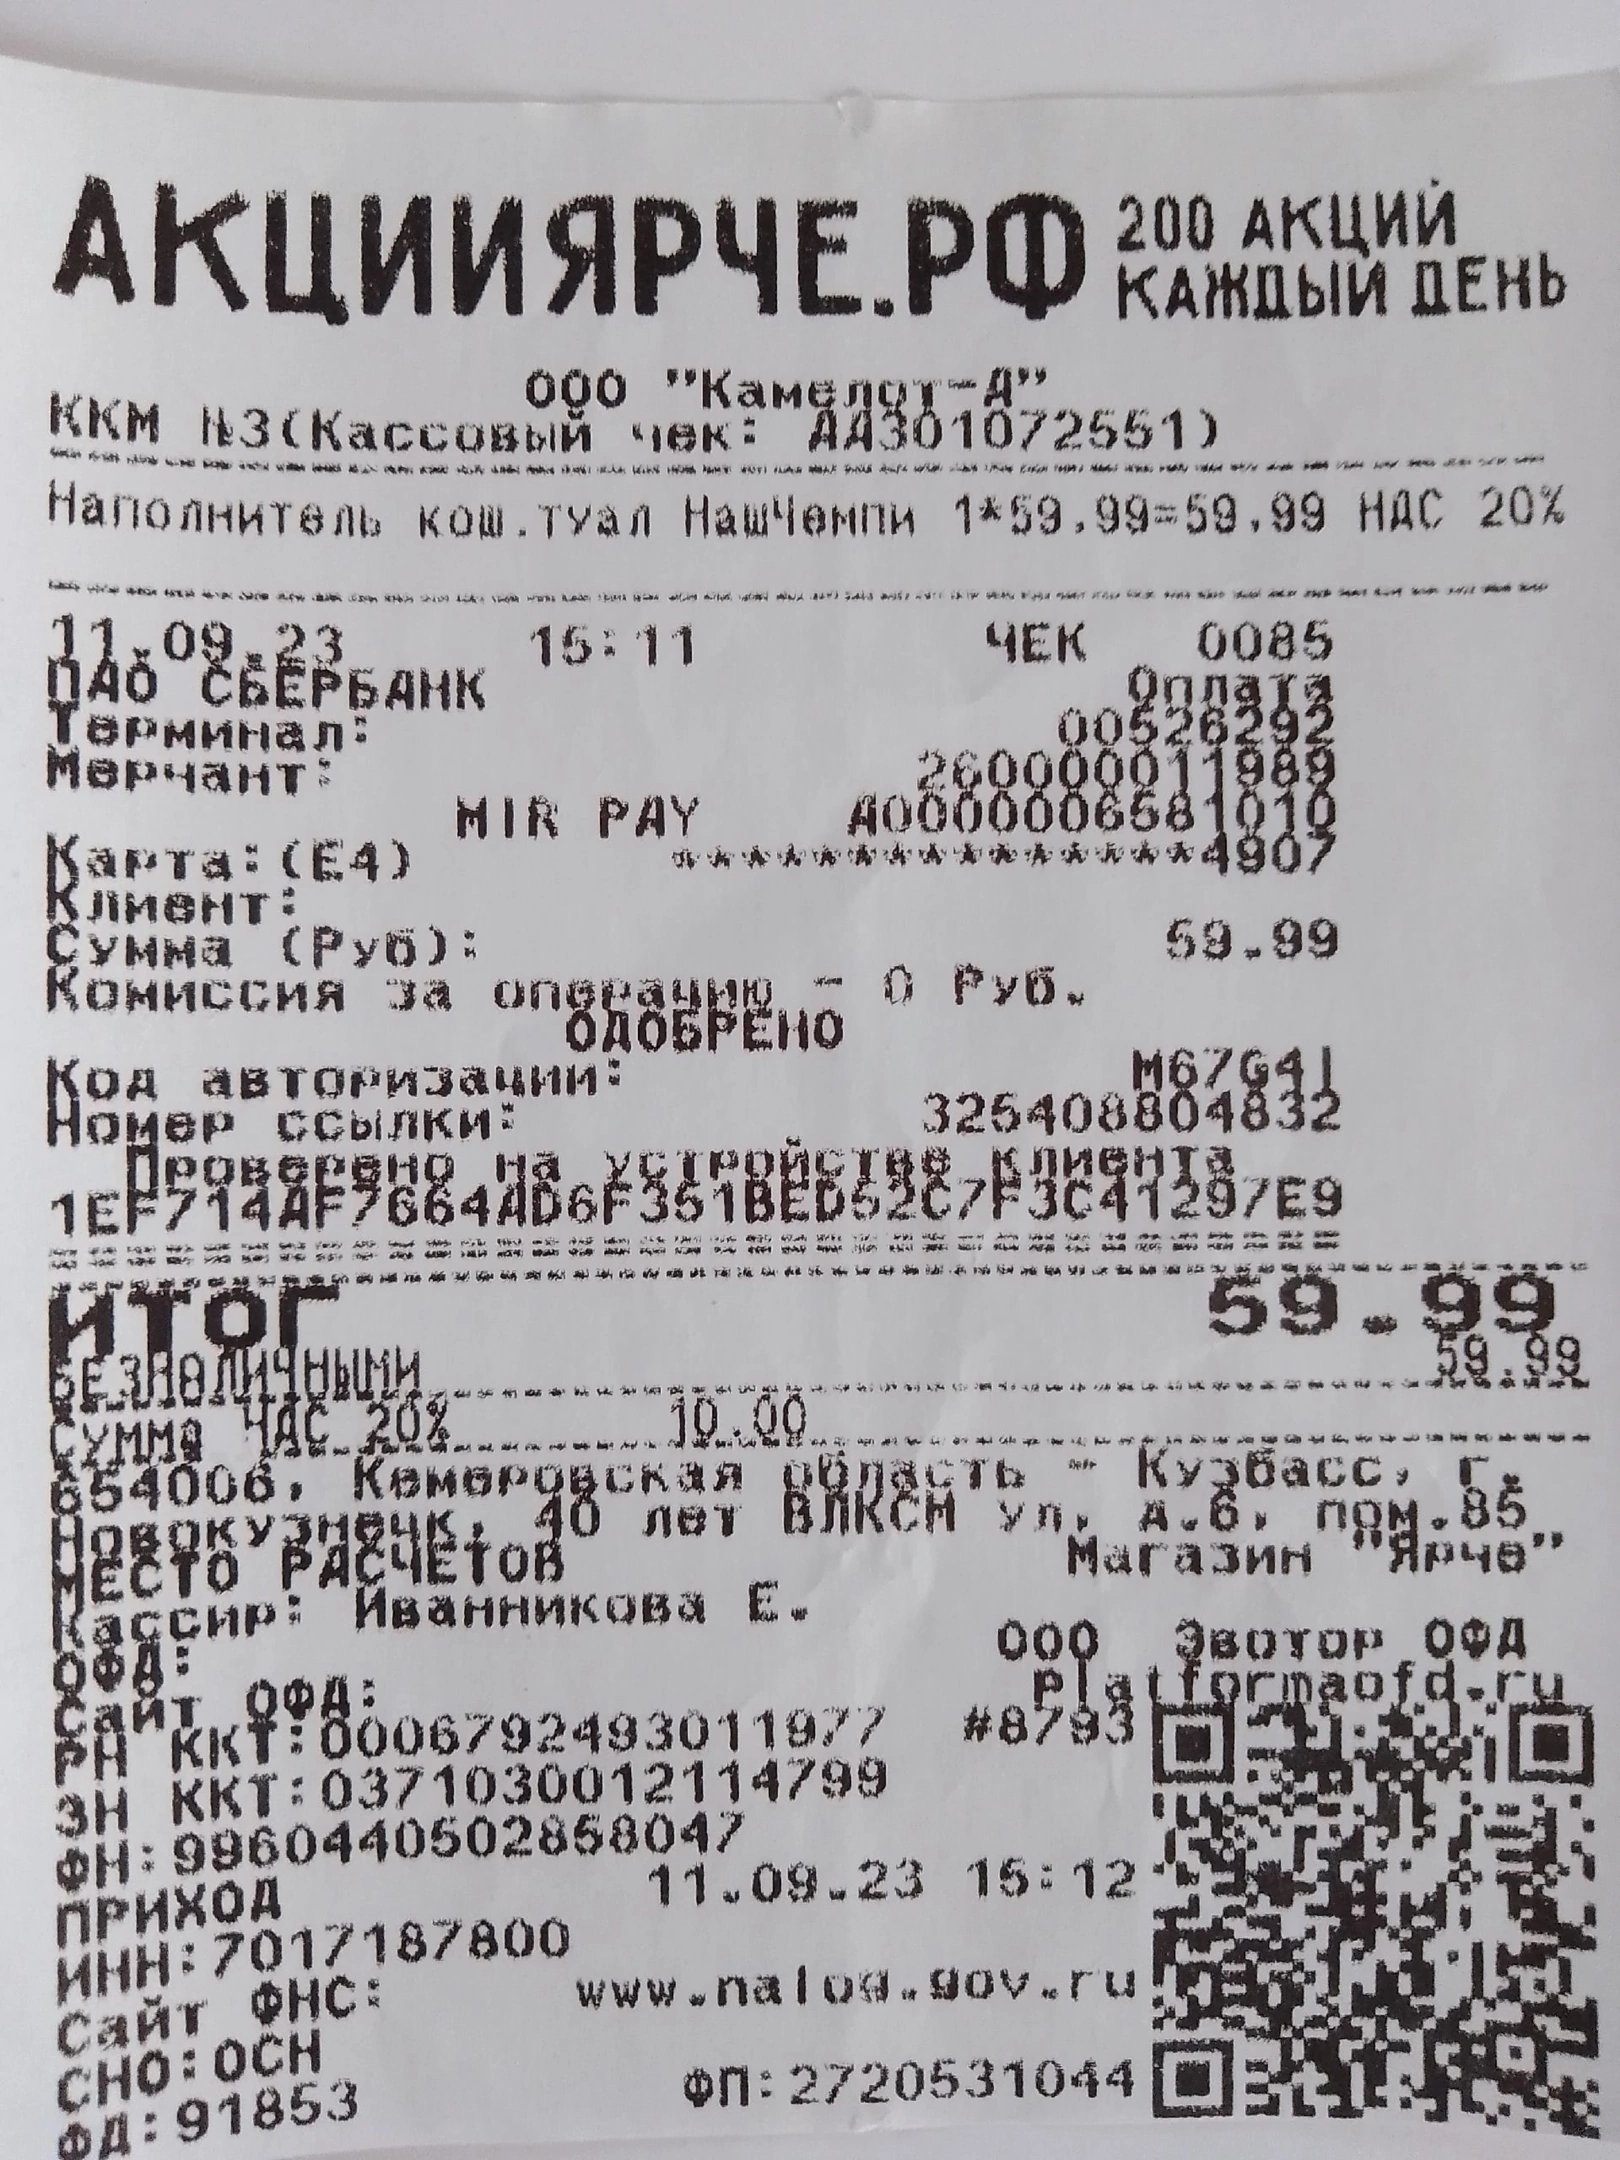 АКЦИИЯРЧЕ.РФ 200 АКЦИЙ КАЖДЫЙ ДЕНЬ
ООО "Камелот-А"
ККМ №3(Кассовый чек: АА301072551)
Наполнитель кош.туал НашЧемпи 1*59.99=59.99 НДС 20%
11.09.23 15:11 ЧЕК 0085
ПАО СБЕРБАНК Оплата
Терминал: 00526292
Мерчант: 260000011989
MIR PAY A0000006581010
Карта:(E4) ************4907
Клиент:
Сумма (Руб): 59.99
Комиссия за операцию - 0 Руб.
ОДОБРЕНО
Код авторизации:
Номер ссылки: 325408804832
Проверено на устройстве клиента
1EF714AF7664AD6F351BED52C7F3C41297E9
ИТОГ 59.99
БЕЗНАЛИЧНЫМИ 59.99
СУММА НДС 20% 10.00
654006, Кемеровская область - Кузбасс, г.
Новокузнецк, 40 лет ВЛКСМ ул, д.6, пом.85
МЕСТО РАСЧЕТОВ Магазин "Ярче"
Кассир: Иванникова Е.
ОФД: ООО Эвотор ОФД
Сайт ОФД: platformaofd.ru
РН ККТ:0006792493011977 #8793
ЗН ККТ:03710300012114799
ФН:9960440502858047
ПРИХОД 11.09.23 15:12
ИНН:7017187800
Сайт ФНС: www.nalog.gov.ru
СНО:ОСН
ФД:91853 ФП:2720531044